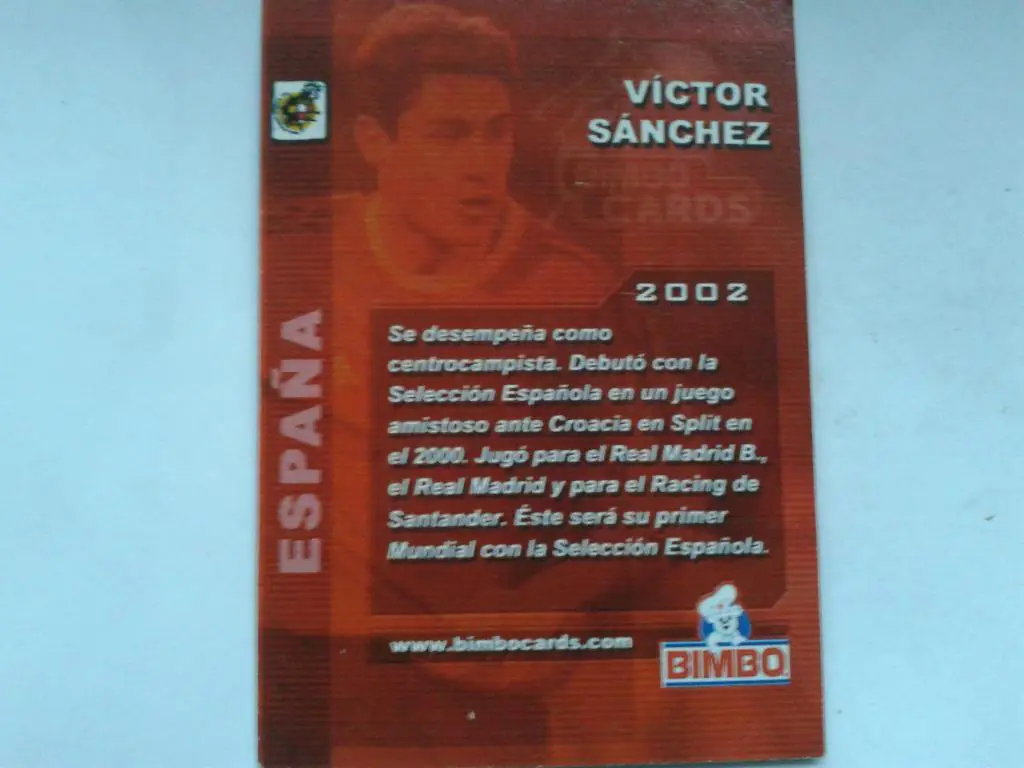 VÍCTOR
SÁNCHEZ
BIMBO
CARDS
ESPAÑA
2002
Se desempeña como
centrocampista. Debutó con la
Selección Española en un juego
amistoso ante Croacia en Split en
el 2000. Jugó para el Real Madrid B.,
el Real Madrid y para el Racing de
Santander. Éste será su primer
Mundial con la Selección Española.
www.bimbocards.com
BIMBO